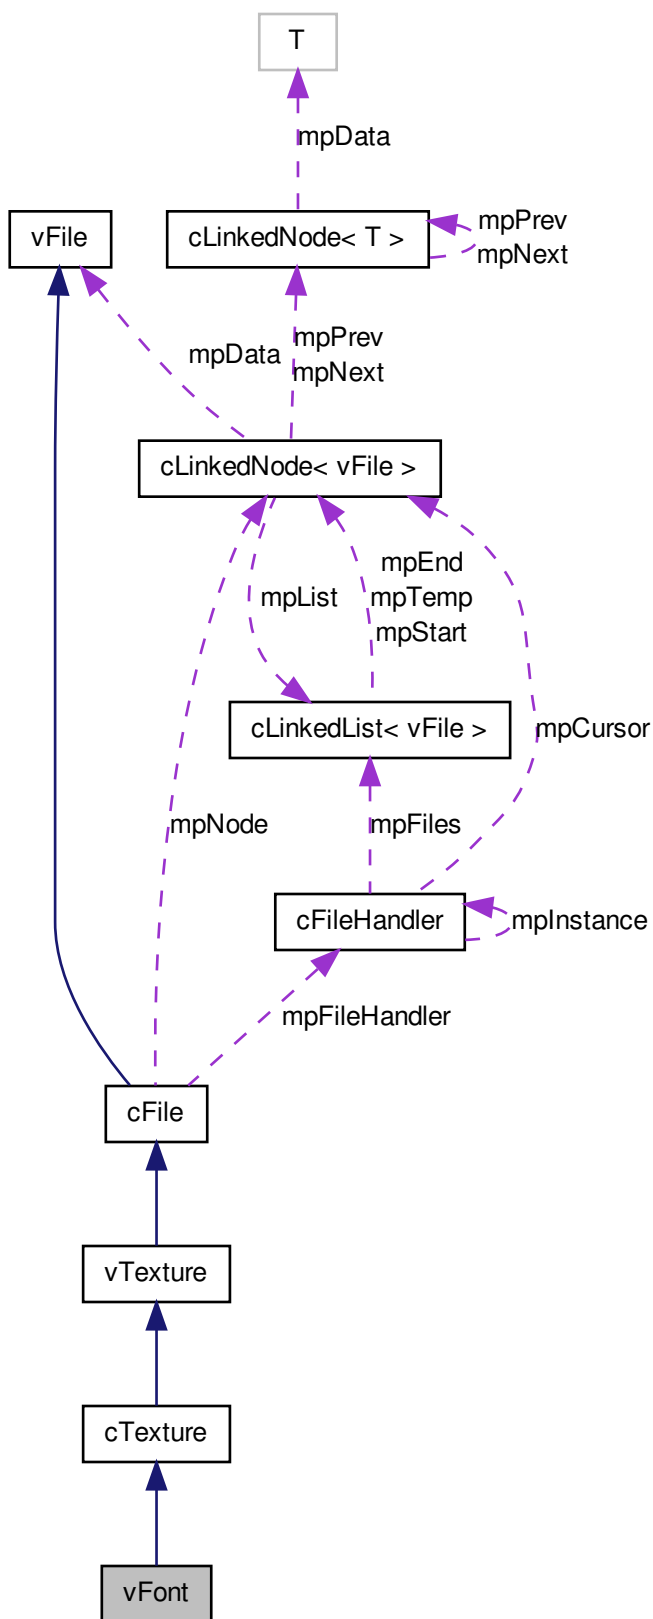 T
mpData
vFile
cLinkedNode< T >
mpPrev
mpNext
mpData
mpPrev
mpNext
cLinkedNode< vFile >
mpList
mpEnd
mpTemp
mpStart
cLinkedList< vFile >
mpCursor
mpNode
mpFiles
cFileHandler
mpInstance
mpFileHandler
cFile
vTexture
cTexture
vFont